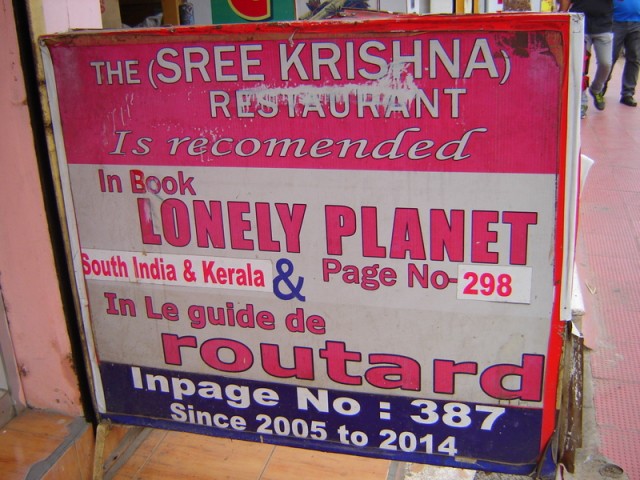 THE (SREE KRISHNA)
RESTAURANT
Is recomended
In Book
LONELY PLANET
South India & Kerala & Page No- 298
In Le guide de
routard
Inpage No : 387
Since 2005 to 2014